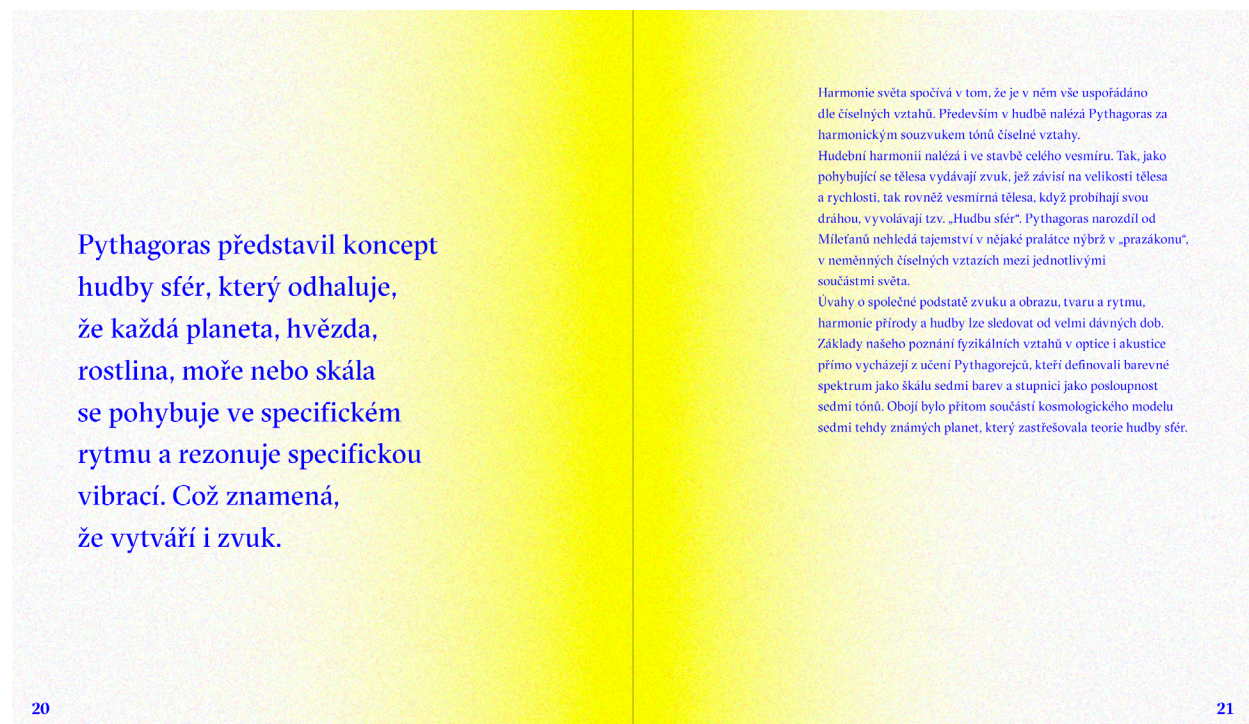 Pythagoras představil koncept
hudby sfér, který odhaluje,
že každá planeta, hvězda,
rostlina, moře nebo skála
se pohybuje ve specifickém
rytmu a rezonuje specifickou
vibrací. Což znamená,
že vytváří i zvuk.
20
Harmonie světa spočívá v tom, že je v něm vše uspořádáno
dle číselných vztahů. Především v hudbě nalézá Pythagoras za
harmonickým souzvukem tónů číselné vztahy.
Hudební harmonii nalézá i ve stavbě celého vesmíru. Tak, jako
pohybující se tělesa vydávají zvuk, jež závisí na velikosti tělesa
a rychlosti, tak rovněž vesmírná tělesa, když probíhají svou
dráhou, vyvolávají tzv. „Hudbu sfér“. Pythagoras narozdíl od
Míleťanů nehledá tajemství v nějaké pralátce nýbrž v „prazákonu“,
v neměnných číselných vztazích mezi jednotlivými
součástmi světa.
Úvahy o společné podstatě zvuku a obrazu, tvaru a rytmu,
harmonie přírody a hudby lze sledovat od velmi dávných dob.
Základy našeho poznání fyzikálních vztahů v optice i akustice
přímo vycházejí z učení Pythagorejců, kteří definovali barevné
spektrum jako škálu sedmi barev a stupnici jako posloupnost
sedmi tónů. Obojí bylo přitom součástí kosmologického modelu
sedmi tehdy známých planet, který zastřešovala teorie hudby sfér.
21